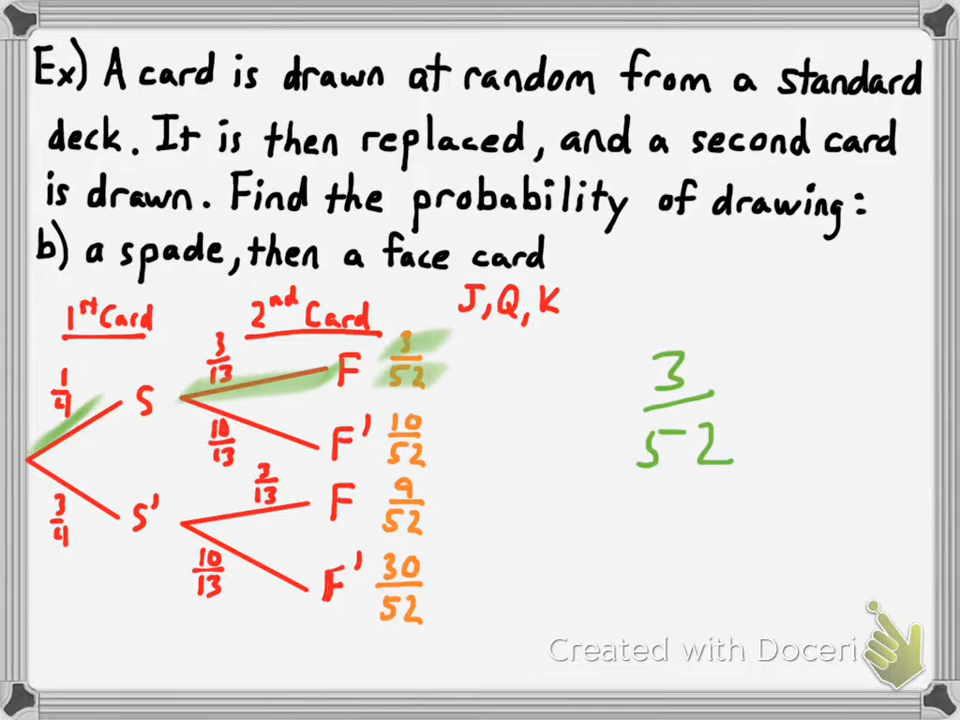 Ex) A card is drawn at random from a standard
deck. It is then replaced, and a second card
is drawn. Find the probability of drawing:
b) a spade, then a face card
J, Q, K
1st Card 2nd Card
3/13 F 3/52
1/4 S
10/13 F' 10/52
3/13 F 9/52
3/4 S'
10/13 F' 30/52
3/52
Created with Doceri